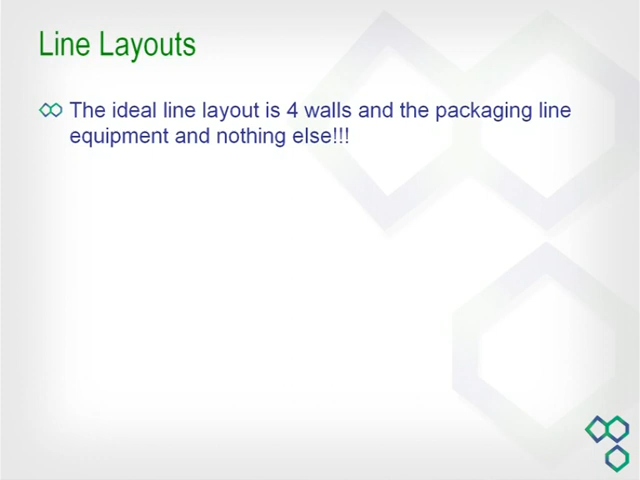 Line Layouts
The ideal line layout is 4 walls and the packaging line
equipment and nothing else!!!